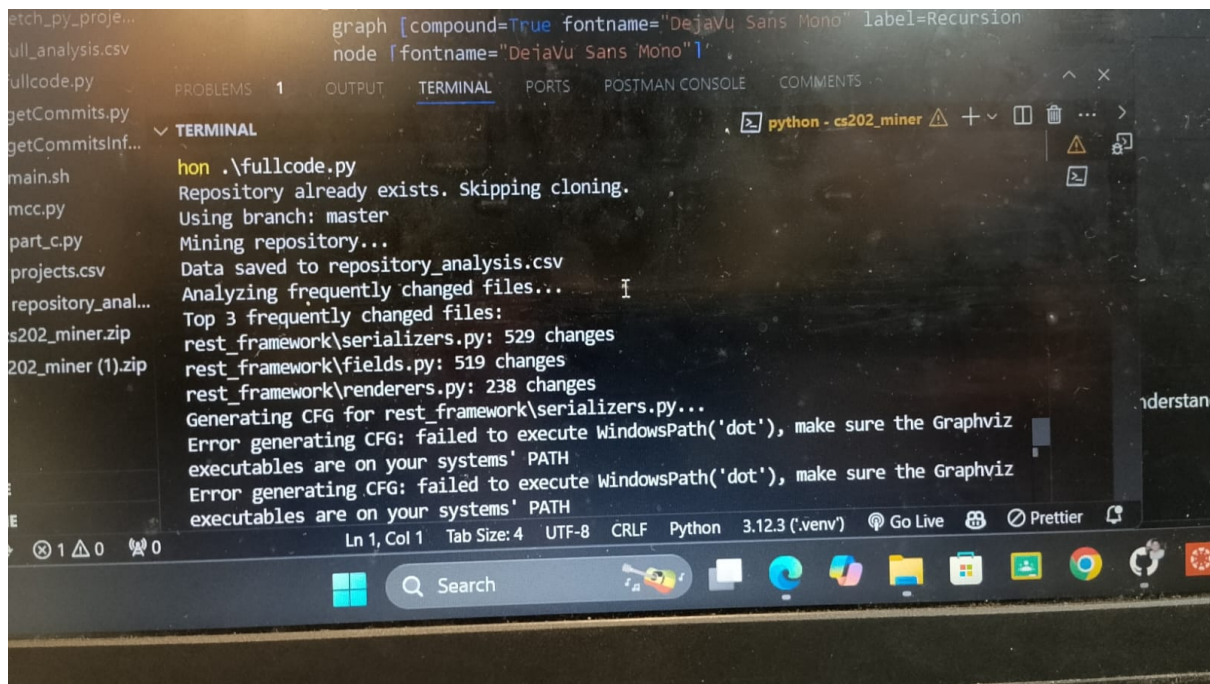 graph [compound=True fontname="DejaVu Sans Mono" label=Recursion
node [fontname="DejaVu Sans Mono"]
etch_py_proje...
ull_analysis.csv
ullcode.py
getCommits.py
getCommitsInf...
main.sh
mcc.py
part_c.py
projects.csv
repository_anal...
s202_miner.zip
202_miner (1).zip
PROBLEMS 1 OUTPUT TERMINAL PORTS POSTMAN CONSOLE COMMENTS
TERMINAL
python - cs202_miner
hon .\fullcode.py
Repository already exists. Skipping cloning.
Using branch: master
Mining repository...
Data saved to repository_analysis.csv
Analyzing frequently changed files...
Top 3 frequently changed files:
rest_framework\serializers.py: 529 changes
rest_framework\fields.py: 519 changes
rest_framework\renderers.py: 238 changes
Generating CFG for rest_framework\serializers.py...
Error generating CFG: failed to execute WindowsPath('dot'), make sure the Graphviz
executables are on your systems' PATH
Error generating CFG: failed to execute WindowsPath('dot'), make sure the Graphviz
executables are on your systems' PATH
nderstan
1 0 0 Ln 1, Col 1 Tab Size: 4 UTF-8 CRLF Python 3.12.3 ('.venv') Go Live Prettier
Search